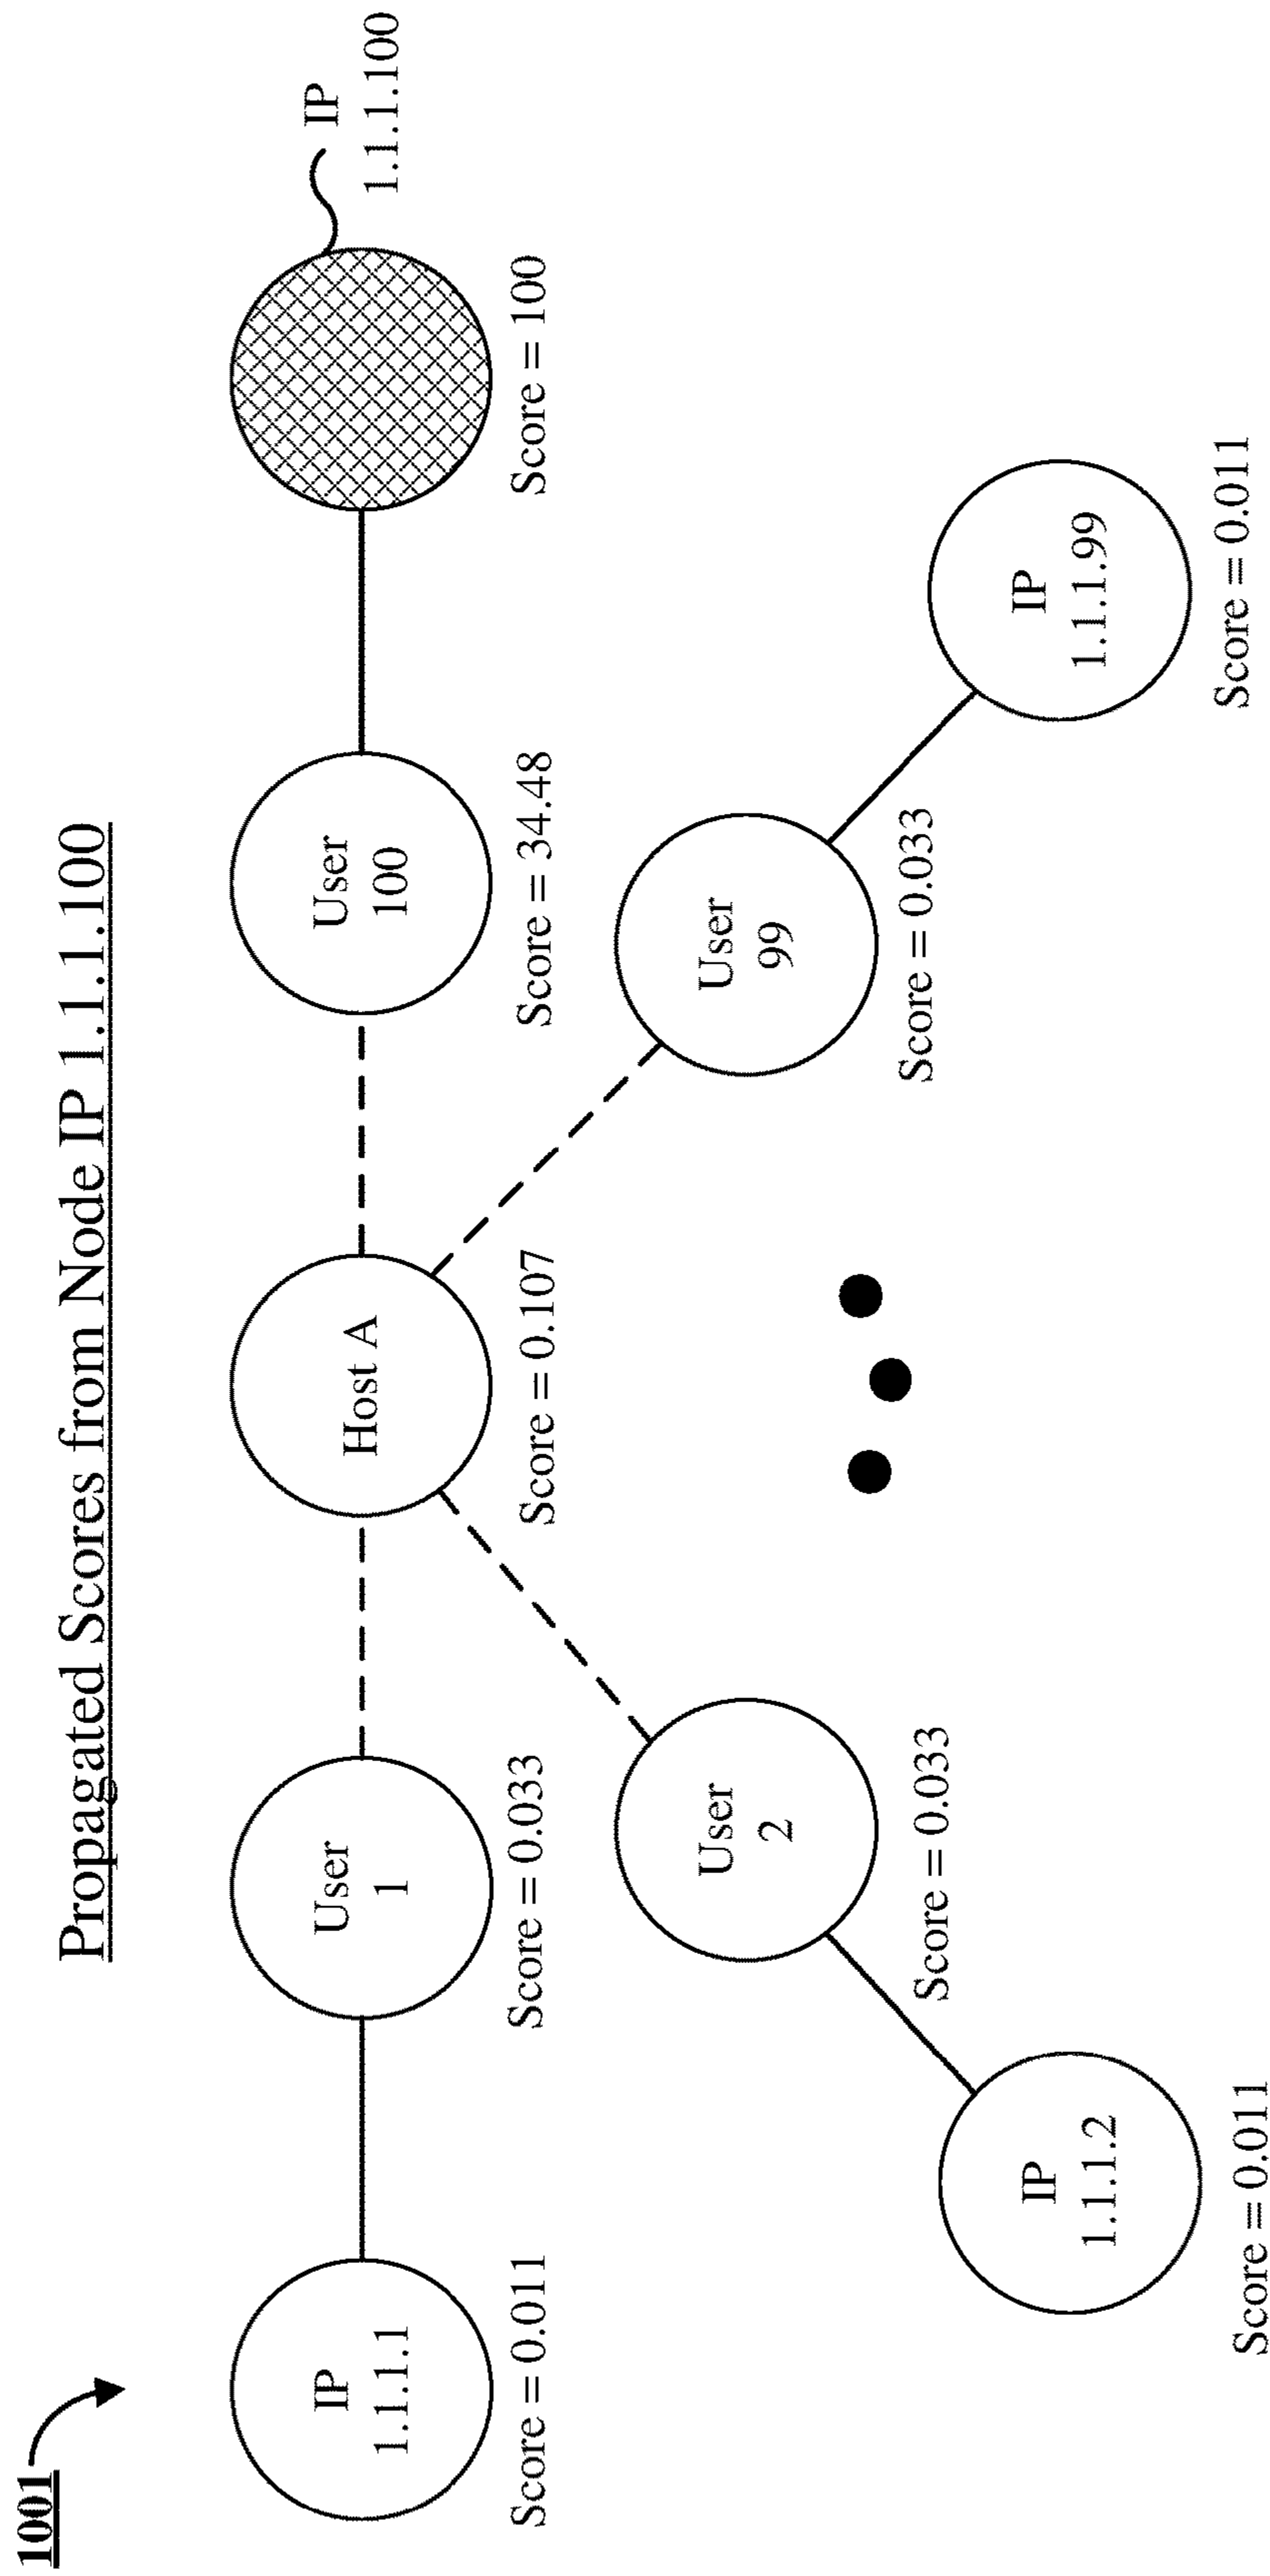 1001
Propagated Scores from Node IP 1.1.1.100
IP
1.1.1.1
Score = 0.011
User
1
Score = 0.033
Host A
Score = 0.107
User
100
Score = 34.48
IP
1.1.1.100
Score = 100
User
2
Score = 0.033
User
99
Score = 0.033
IP
1.1.1.2
Score = 0.011
IP
1.1.1.99
Score = 0.011